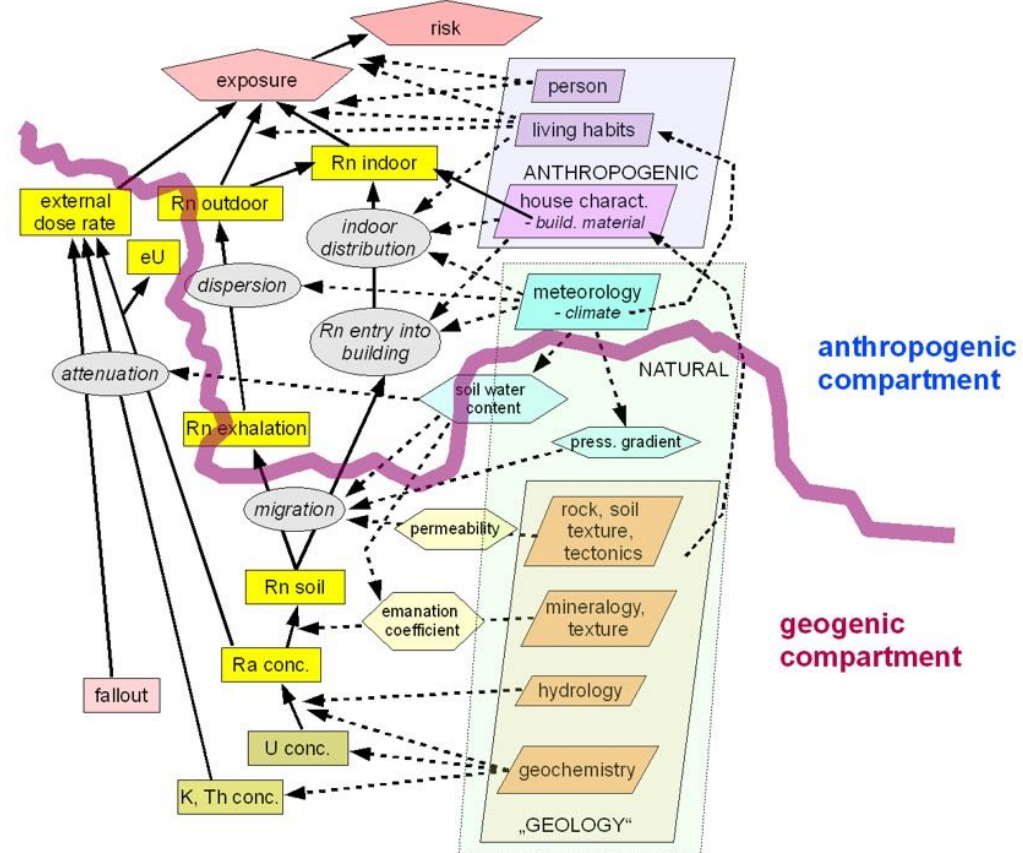 risk
exposure
person
living habits
Rn indoor
ANTHROPOGENIC
external
dose rate
Rn outdoor
house charact.
- build. material
indoor
distribution
eU
dispersion
meteorology
- climate
Rn entry into
building
anthropogenic
compartment
NATURAL
attenuation
soil water
content
Rn exhalation
press. gradient
migration
permeability
rock, soil
texture,
tectonics
Rn soil
emanation
coefficient
mineralogy,
texture
geogenic
compartment
Ra conc.
fallout
hydrology
U conc.
geochemistry
K, Th conc.
„GEOLOGY“